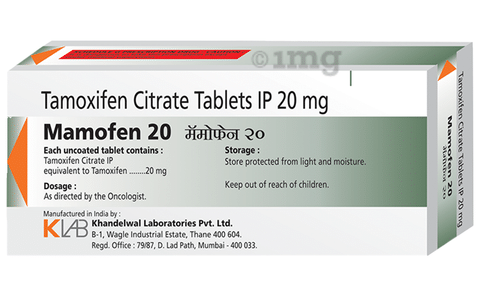 ©1mg
Tamoxifen Citrate Tablets IP 20 mg
Mamofen 20 मॅमोफेन २०
Each uncoated tablet contains :
Tamoxifen Citrate IP
equivalent to Tamoxifen ........20 mg
Dosage :
As directed by the Oncologist.
Storage :
Store protected from light and moisture.
Keep out of reach of children.
Manufactured in India by :
KLAB
Khandelwal Laboratories Pvt. Ltd.
B-1, Wagle Industrial Estate, Thane 400 604.
Regd. Office : 79/87, D. Lad Path, Mumbai - 400 033.
Tamoxifen Citrate Tablets IP 20 mg
Mamofen 20
मॅमोफेन २०